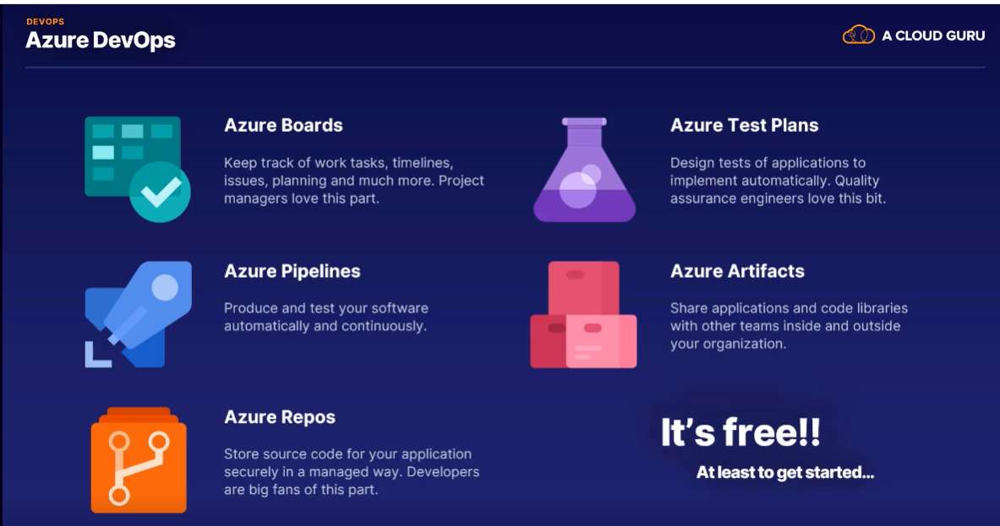 DEVOPS
Azure DevOps
A CLOUD GURU
Azure Boards
Keep track of work tasks, timelines,
issues, planning and much more. Project
managers love this part.
Azure Test Plans
Design tests of applications to
implement automatically. Quality
assurance engineers love this bit.
Azure Pipelines
Produce and test your software
automatically and continuously.
Azure Artifacts
Share applications and code libraries
with other teams inside and outside
your organization.
Azure Repos
Store source code for your application
securely in a managed way. Developers
are big fans of this part.
It's free!!
At least to get started...